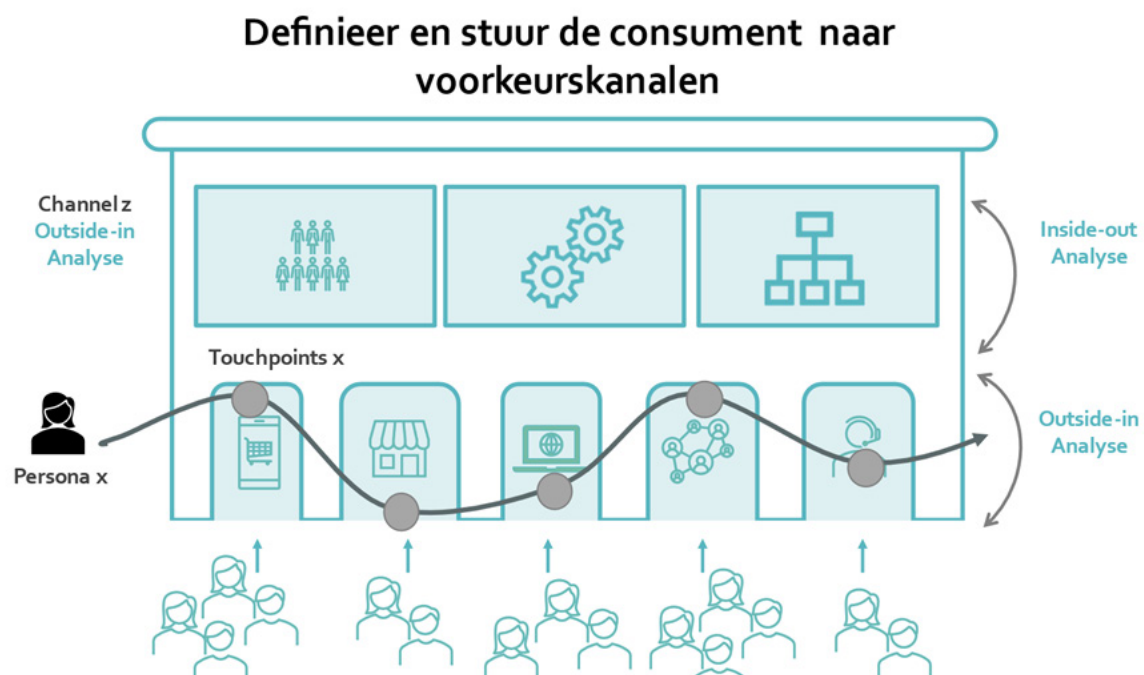 Definieer en stuur de consument naar
voorkeurskanalen
Channel z
Outside-in
Analyse
Inside-out
Analyse
Touchpoints x
Persona x
Outside-in
Analyse